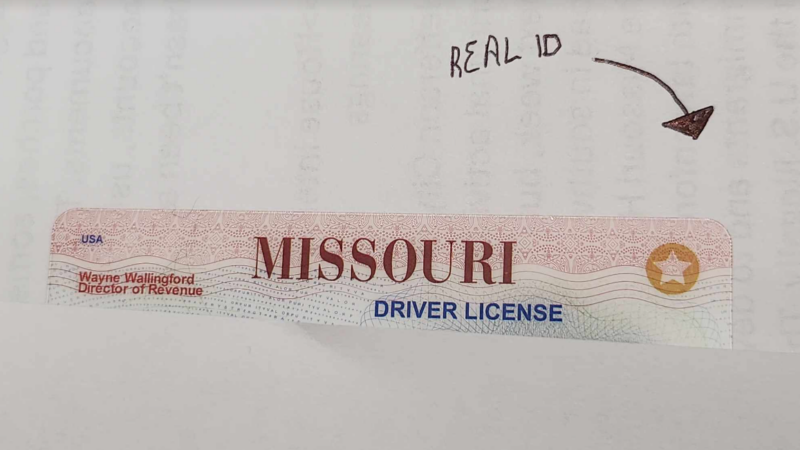 REAL ID
USA
MISSOURI
Wayne Wallingford
Director of Revenue
DRIVER LICENSE